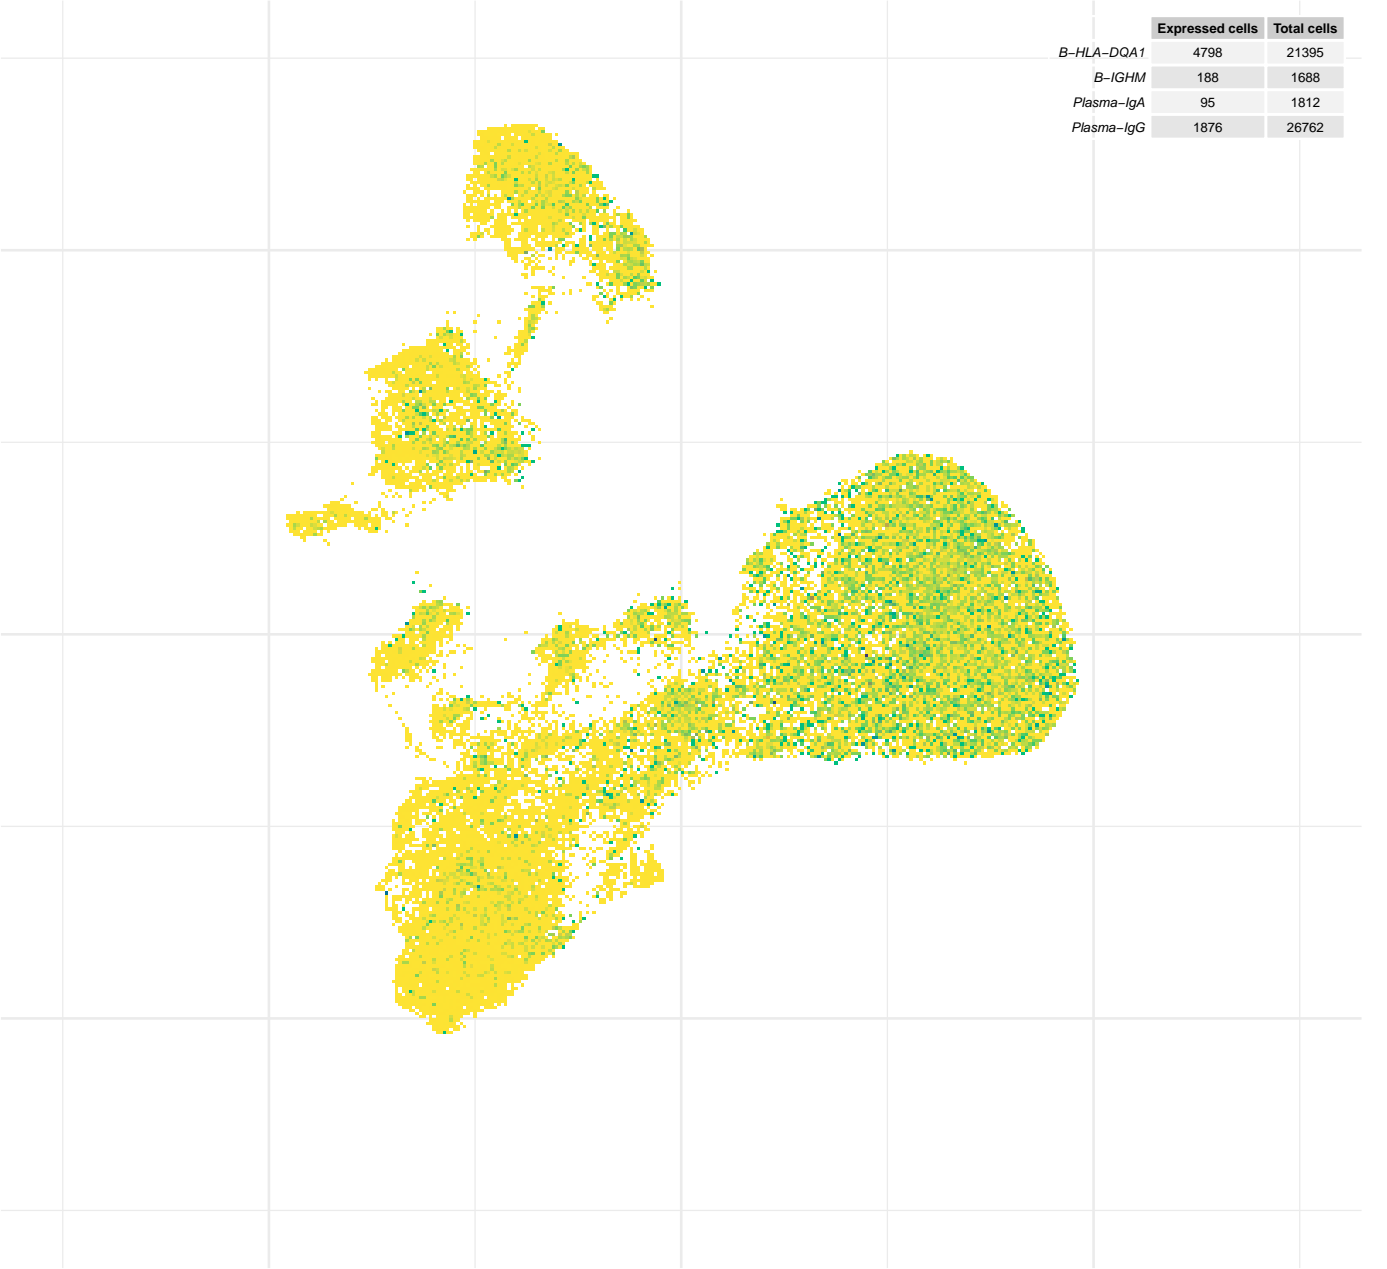 Expressed cells Total cells
B−HLA−DQA1 4798 21395
B−IGHM 188 1688
Plasma−IgA 95 1812
Plasma−IgG 1876 26762